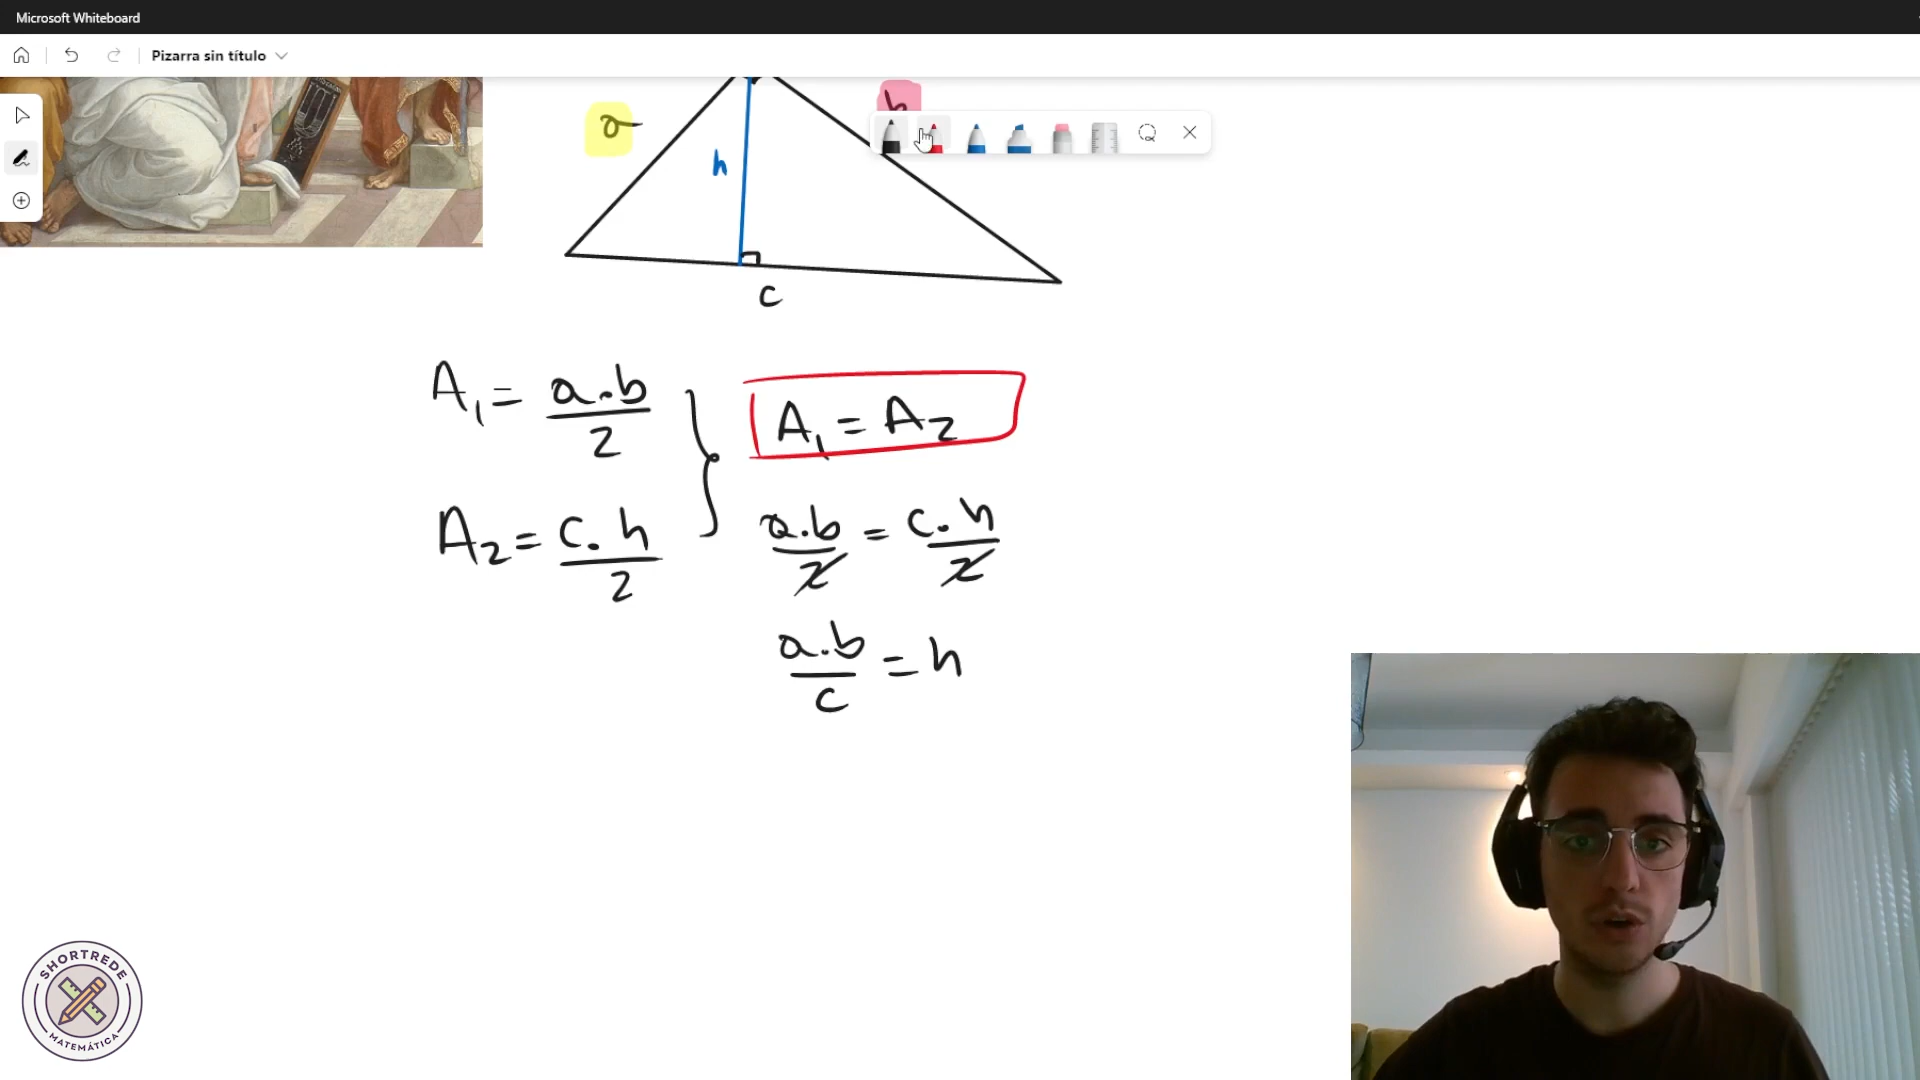 Microsoft Whiteboard
Pizarra sin título
a
b
h
c
A₁ = a.b/2
A₁ = A₂
A₂ = c.h/2
a.b/2 = c.h/2
a.b/c = h
SHORTREDE
MATEMÁTICA